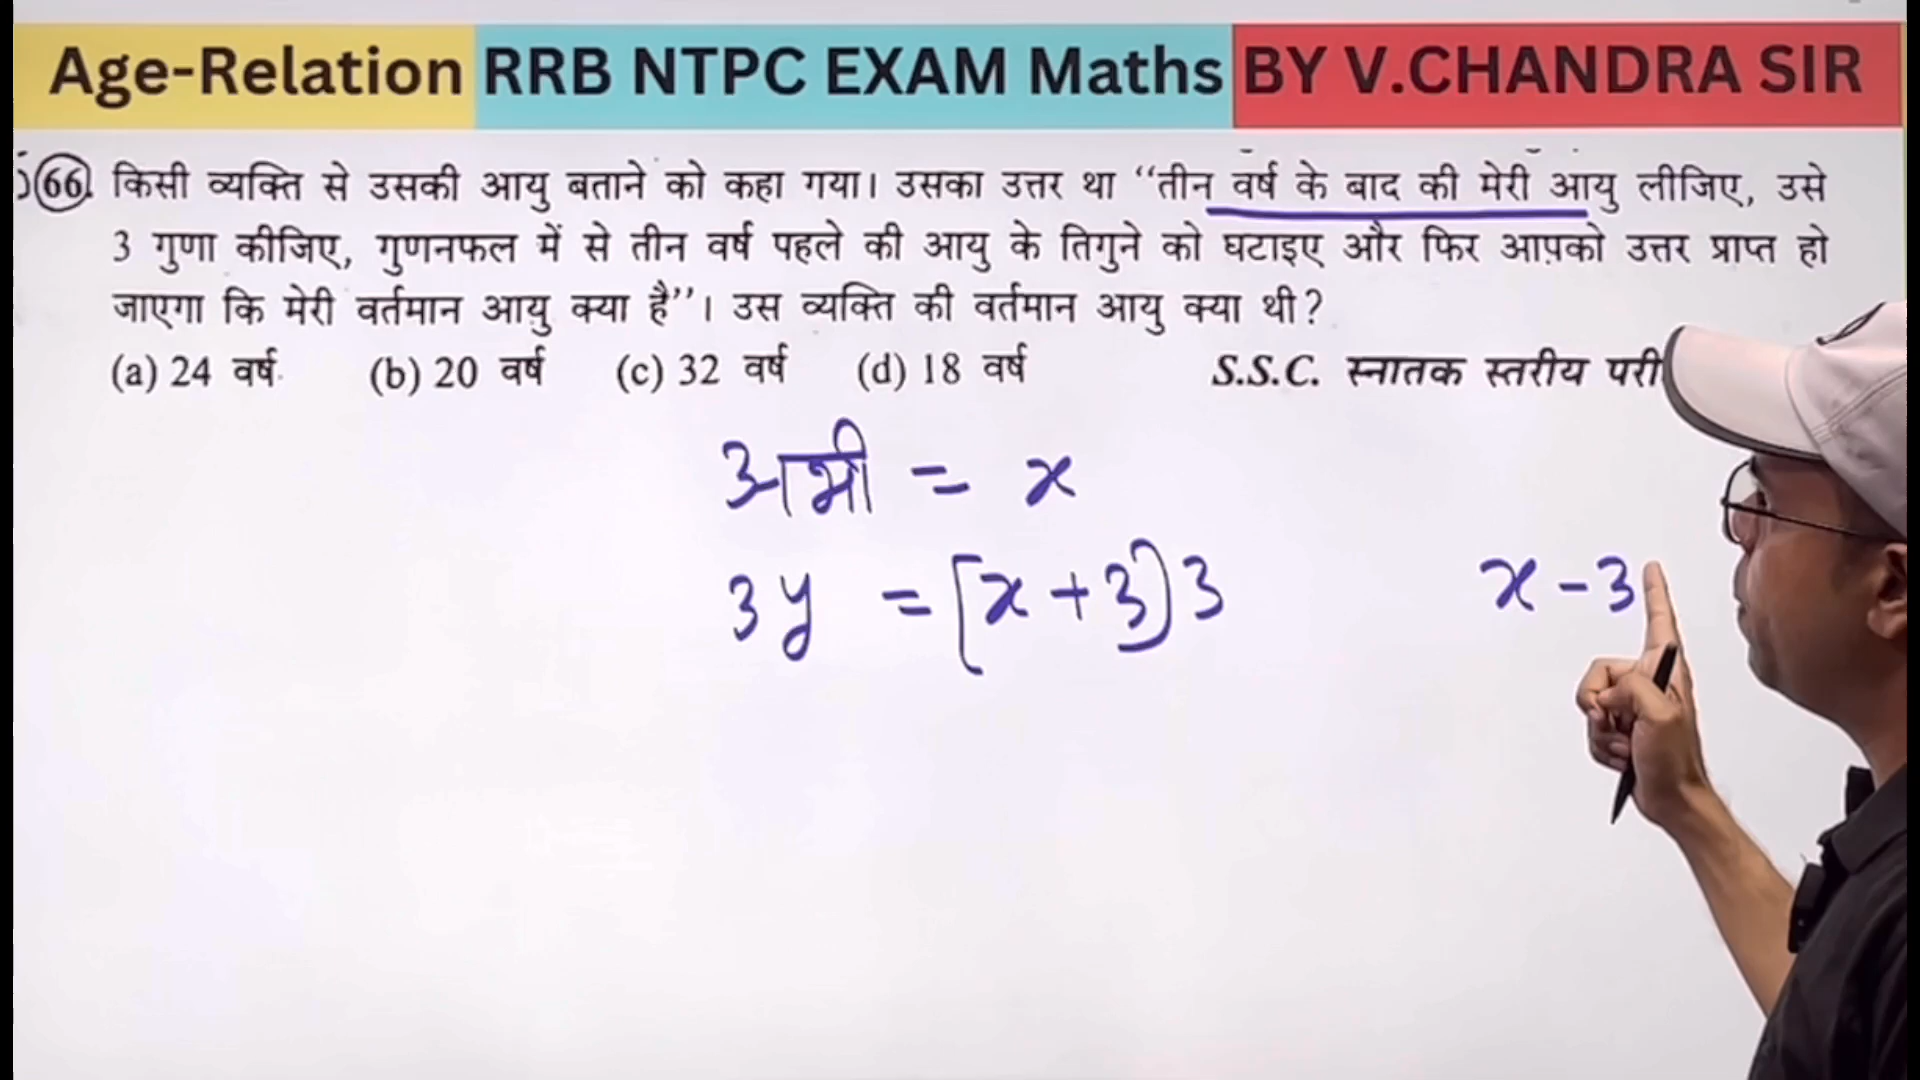 Age-Relation RRB NTPC EXAM Maths BY V.CHANDRA SIR
66. किसी व्यक्ति से उसकी आयु बताने को कहा गया। उसका उत्तर था ‘‘तीन वर्ष के बाद की मेरी आयु लीजिए, उसे
3 गुणा कीजिए, गुणनफल में से तीन वर्ष पहले की आयु के तिगुने को घटाइए और फिर आपको उत्तर प्राप्त हो
जाएगा कि मेरी वर्तमान आयु क्या है’’। उस व्यक्ति की वर्तमान आयु क्या थी?
(a) 24 वर्ष (b) 20 वर्ष (c) 32 वर्ष (d) 18 वर्ष S.S.C. स्नातक स्तरीय
अभी = x
3y = [x + 3)3 x - 3